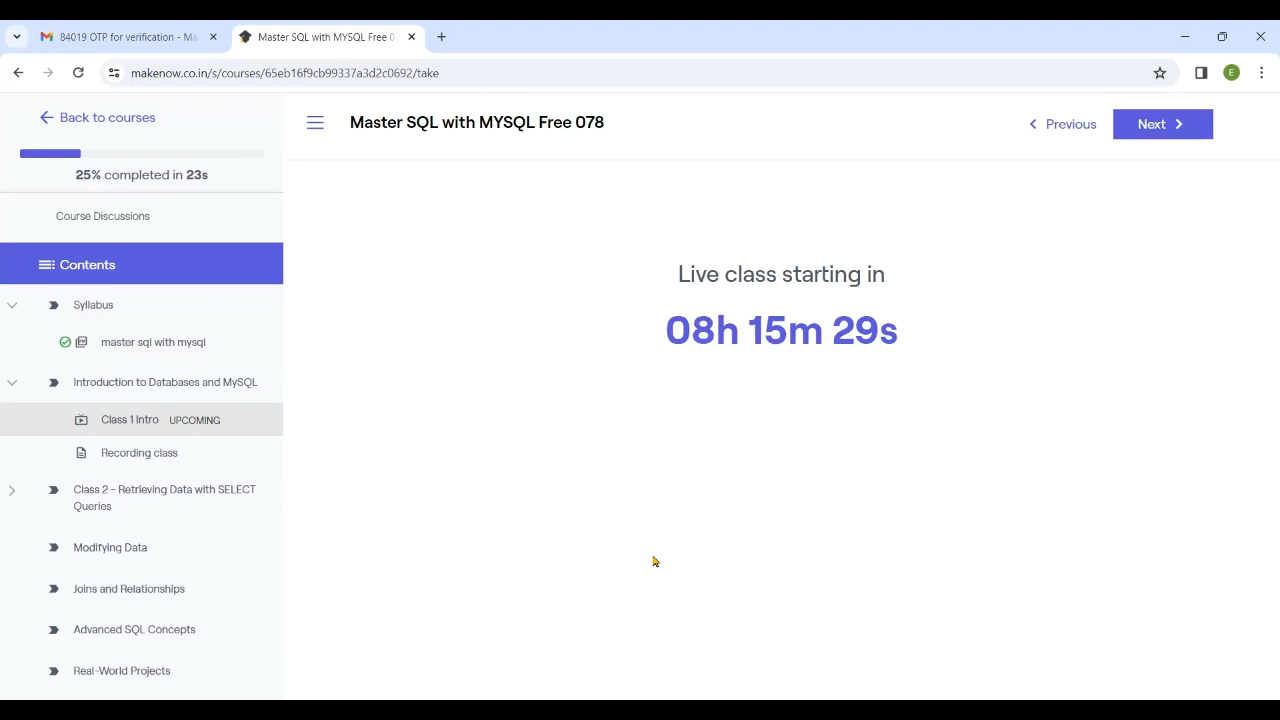 84019 OTP for verification - Ma
Master SQL with MYSQL Free 0
makenow.co.in/s/courses/65eb16f9cb99337a3d2c0692/take
E
Back to courses
25% completed in 23s
Course Discussions
Contents
Syllabus
master sql with mysql
Introduction to Databases and MySQL
Class 1 Intro UPCOMING
Recording class
Class 2 - Retrieving Data with SELECT
Queries
Modifying Data
Joins and Relationships
Advanced SQL Concepts
Real-World Projects
Master SQL with MYSQL Free 078
Previous
Next
Live class starting in
08h 15m 29s